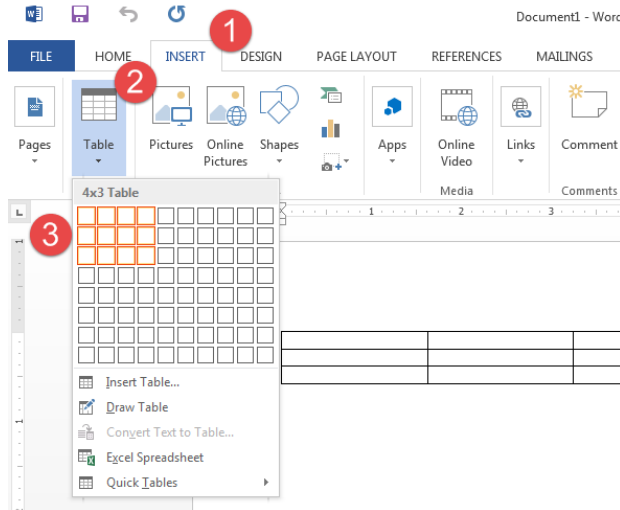 Document1 - Word
1
FILE HOME INSERT DESIGN PAGE LAYOUT REFERENCES MAILINGS
2
Pages Table Pictures Online Pictures Shapes Apps Online Video Links Comment
Media Comments
4x3 Table
L 1 2 3
3
1
1
Insert Table...
Draw Table
Convert Text to Table...
Excel Spreadsheet
Quick Tables